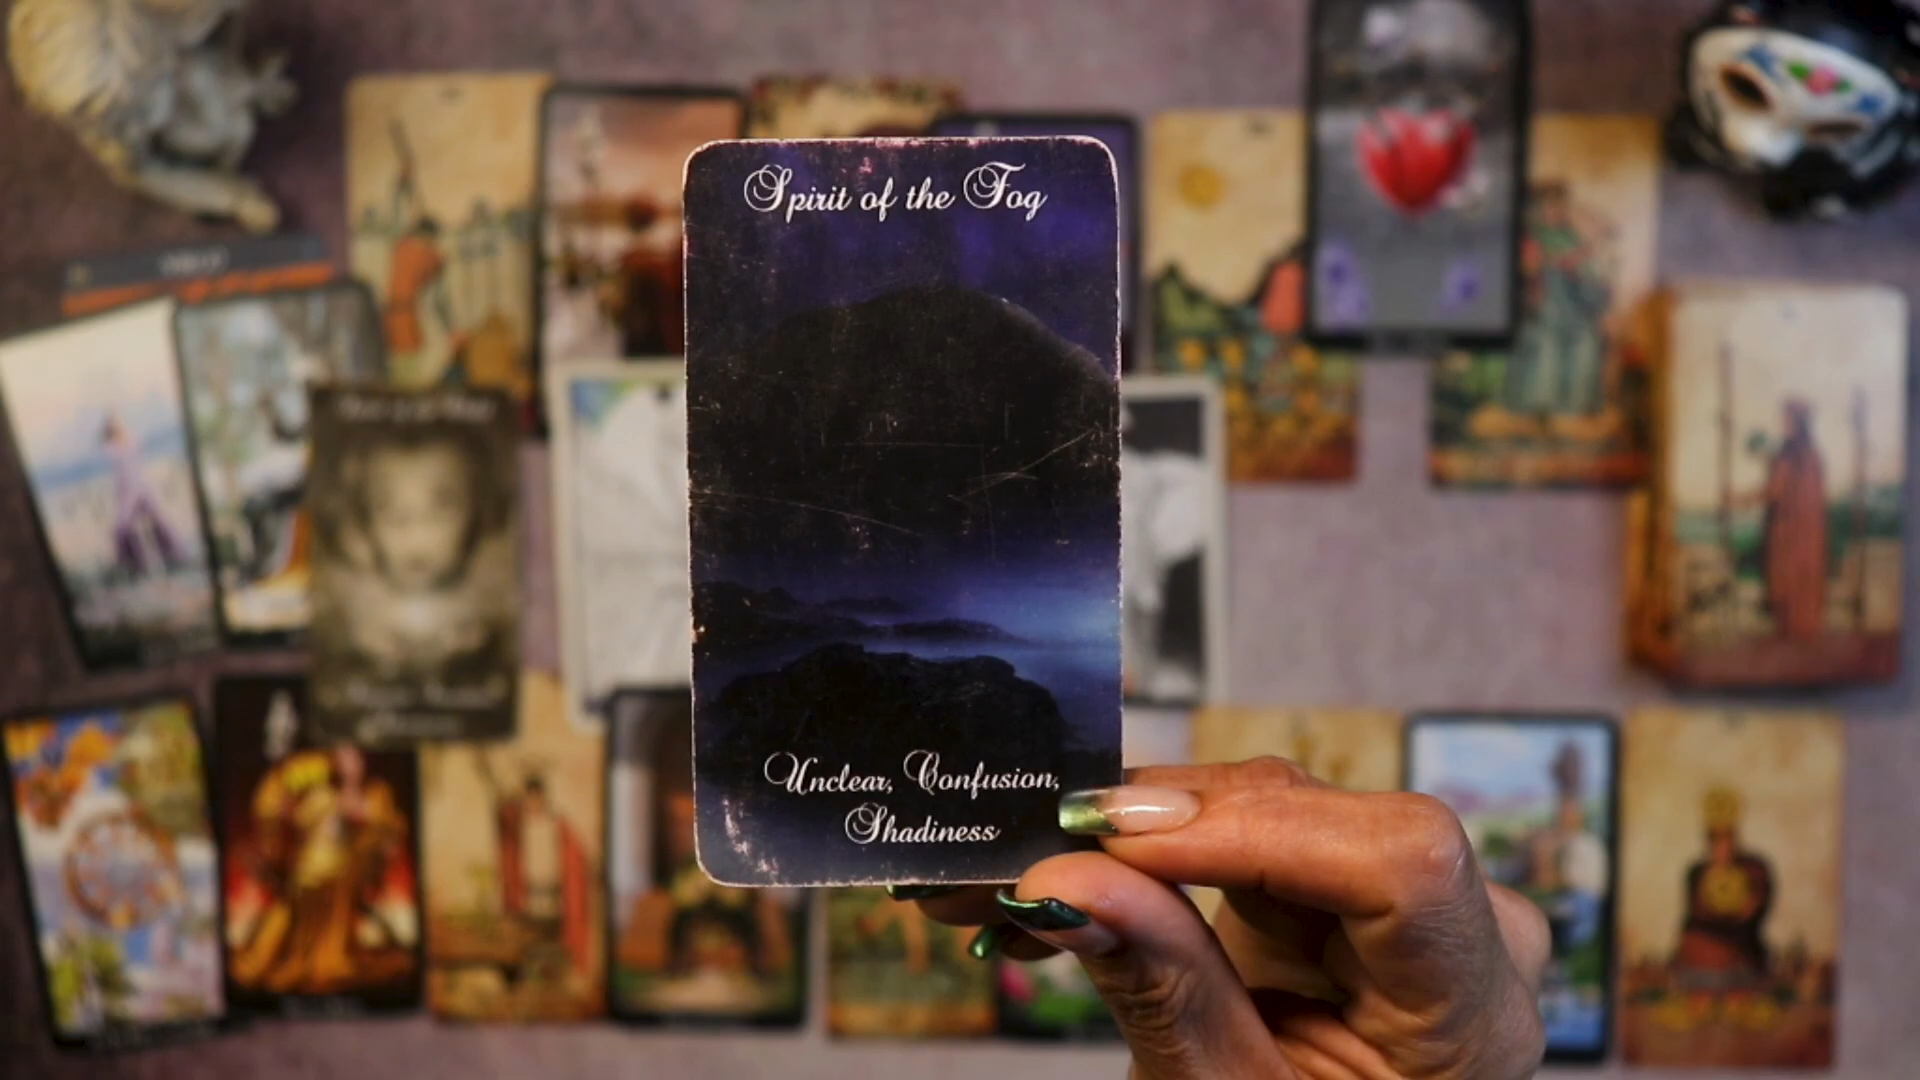 Spirit of the Fog
Unclear, Confusion,
Shadiness